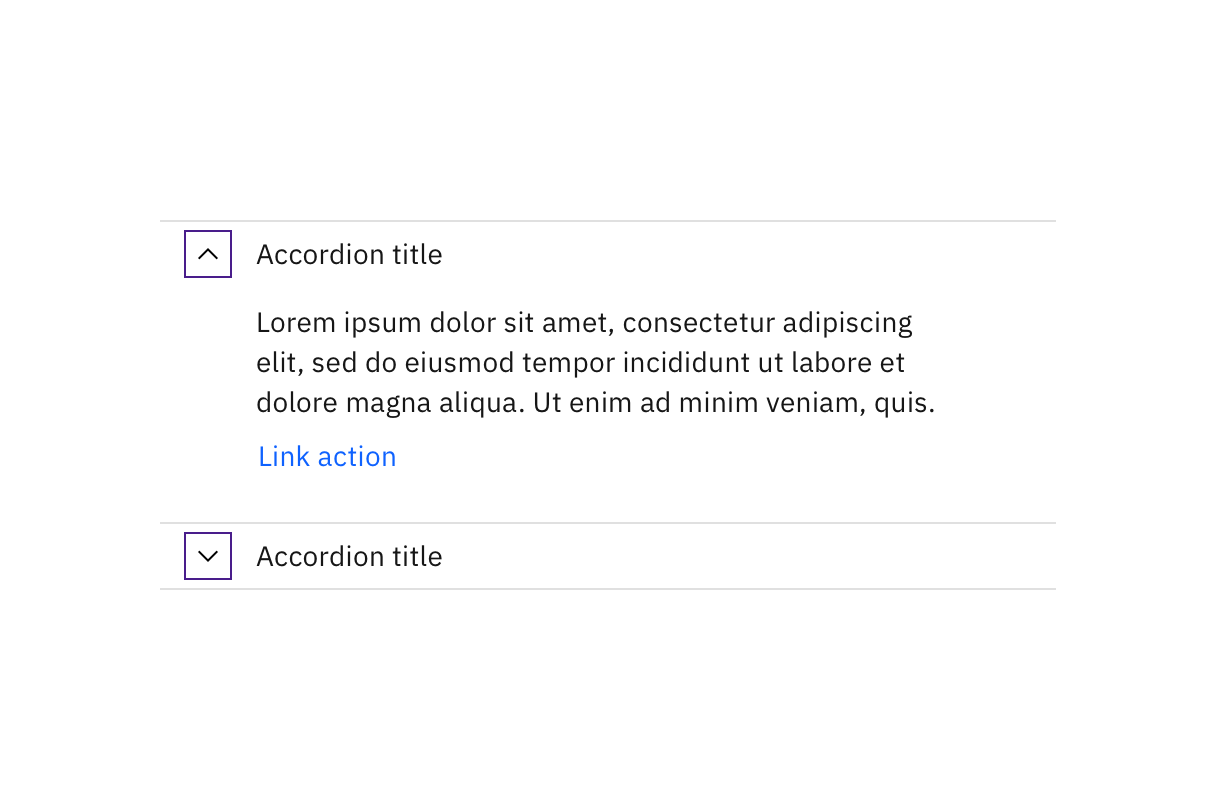 Accordion title
Lorem ipsum dolor sit amet, consectetur adipiscing
elit, sed do eiusmod tempor incididunt ut labore et
dolore magna aliqua. Ut enim ad minim veniam, quis.
Link action
Accordion title